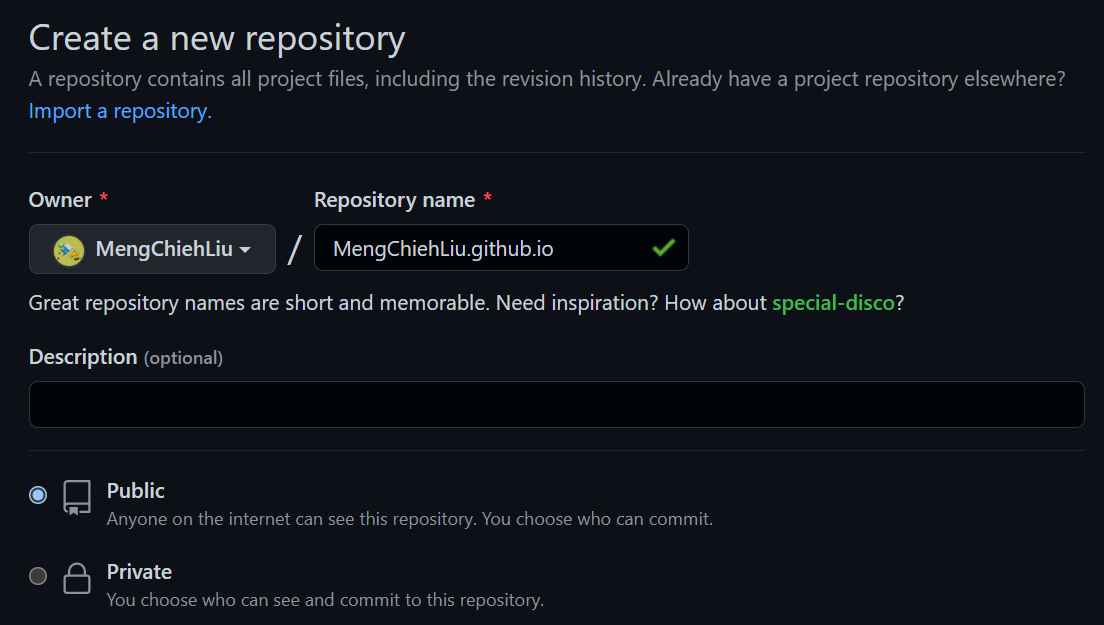 Create a new repository
A repository contains all project files, including the revision history. Already have a project repository elsewhere?
Import a repository.
Owner *
Repository name *
MengChiehLiu
/
MengChiehLiu.github.io
Great repository names are short and memorable. Need inspiration? How about special-disco?
Description (optional)
Public
Anyone on the internet can see this repository. You choose who can commit.
Private
You choose who can see and commit to this repository.